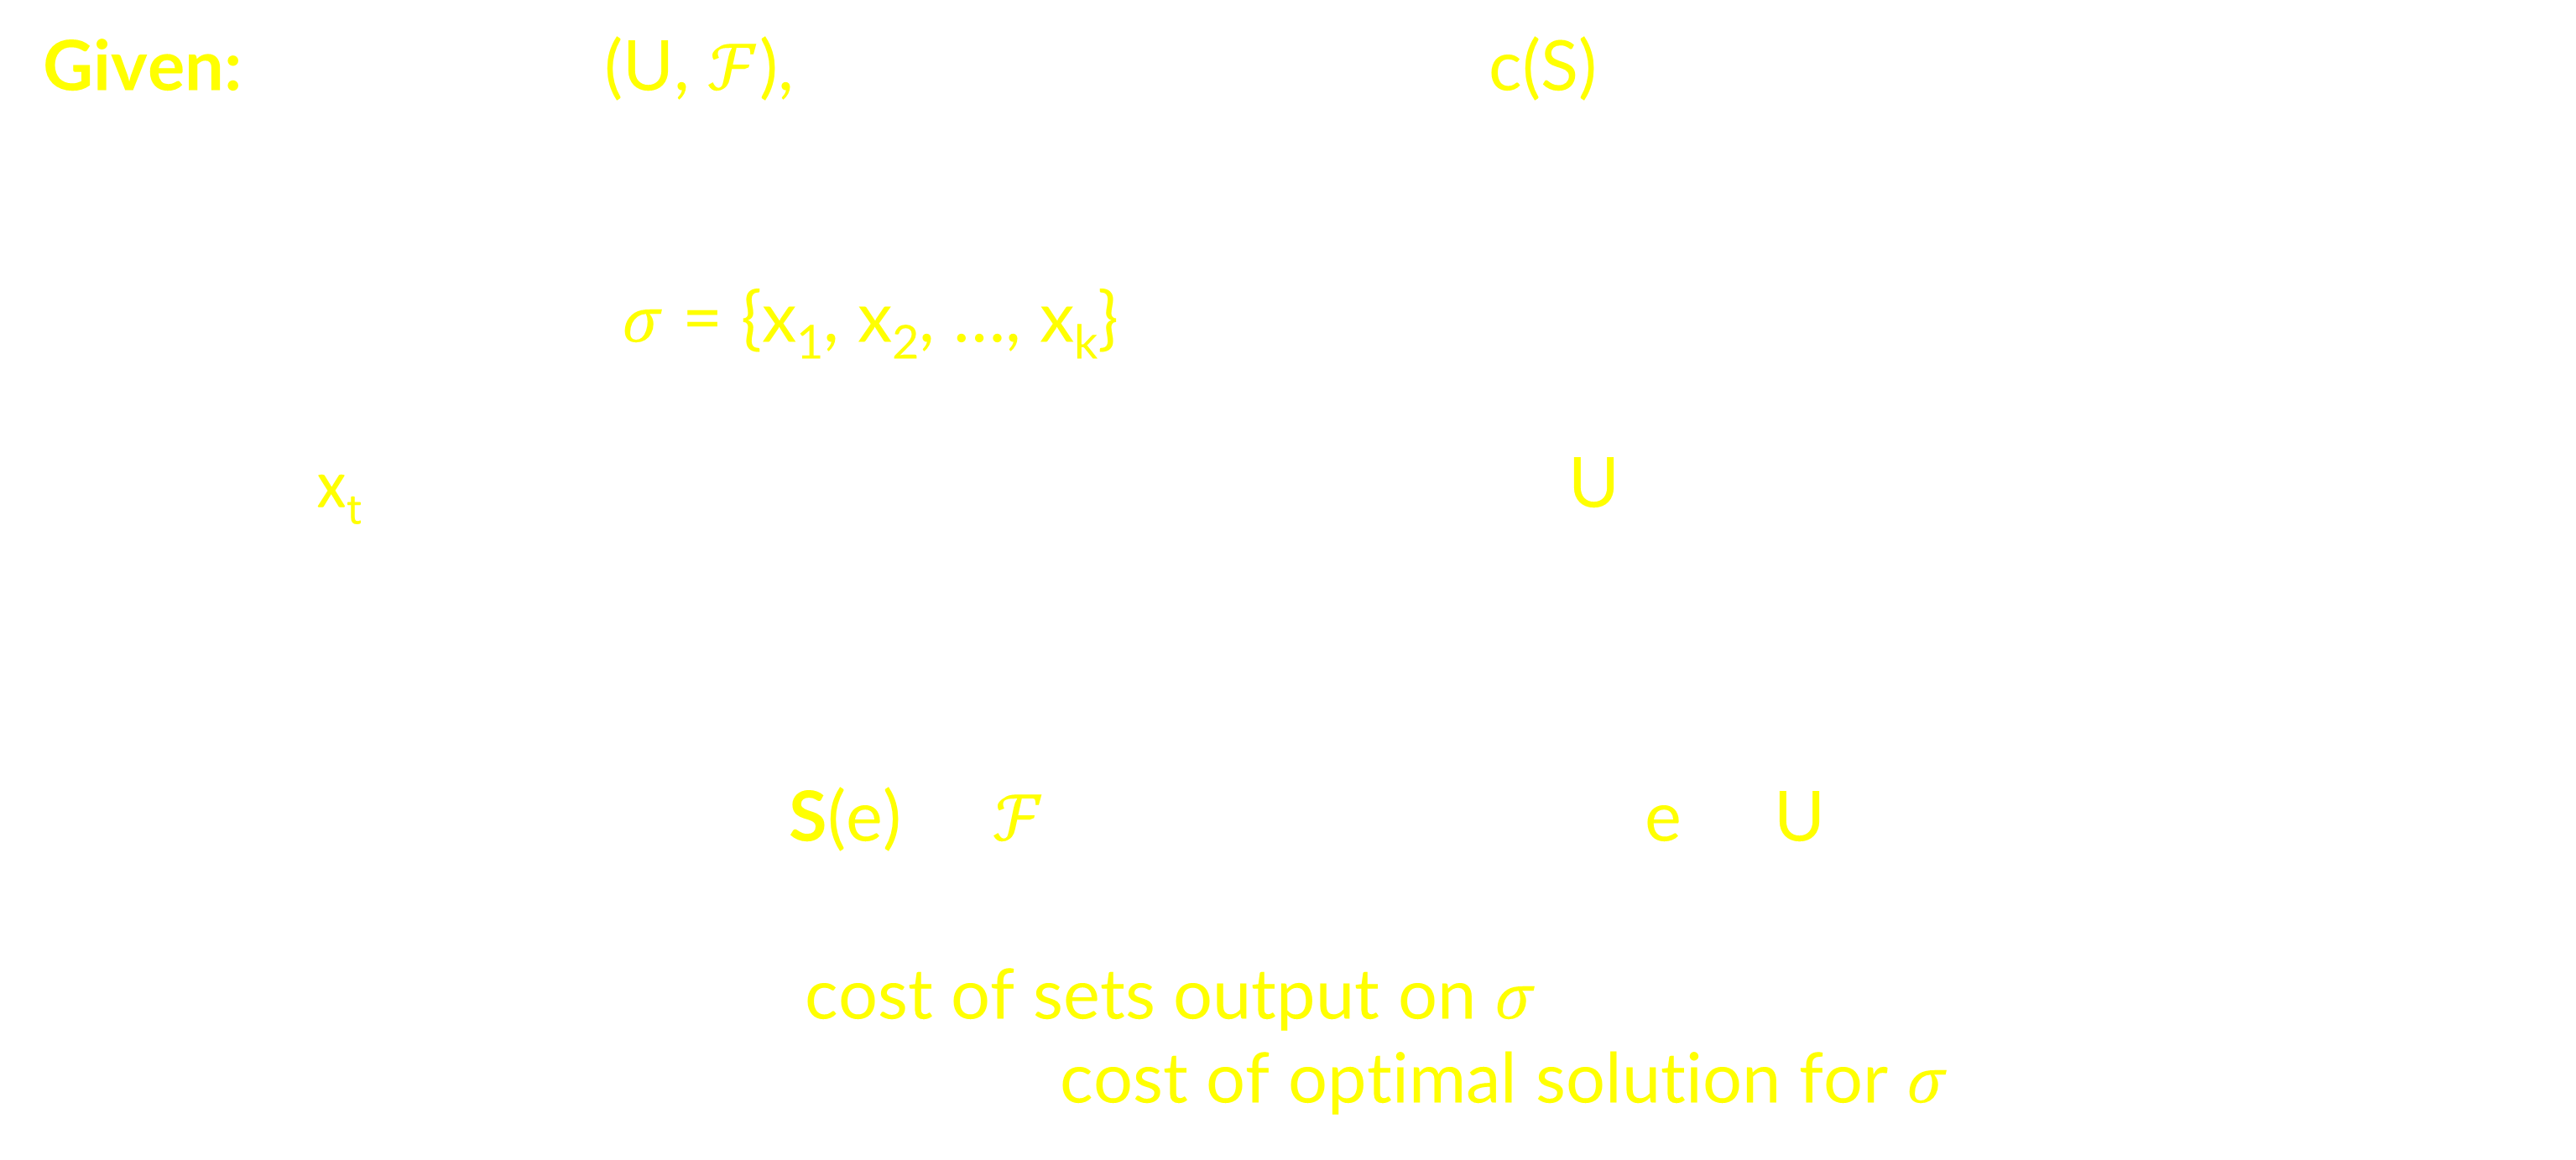 Given: (U, ℱ), c(S)
σ = {x₁, x₂, ..., xₖ}
xₜ U
S(e) ℱ e U
cost of sets output on σ
cost of optimal solution for σ